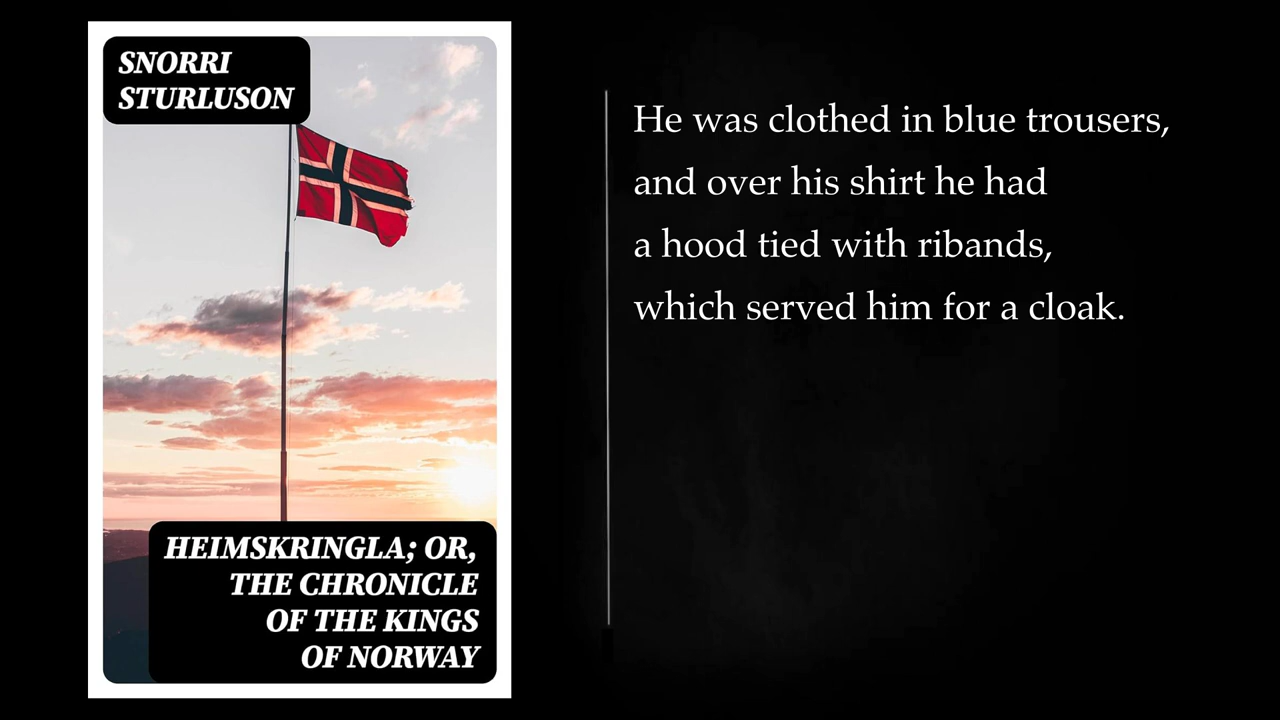 SNORRI
STURLUSON
HEIMSKRINGLA; OR,
THE CHRONICLE
OF THE KINGS
OF NORWAY
He was clothed in blue trousers,
and over his shirt he had
a hood tied with ribands,
which served him for a cloak.